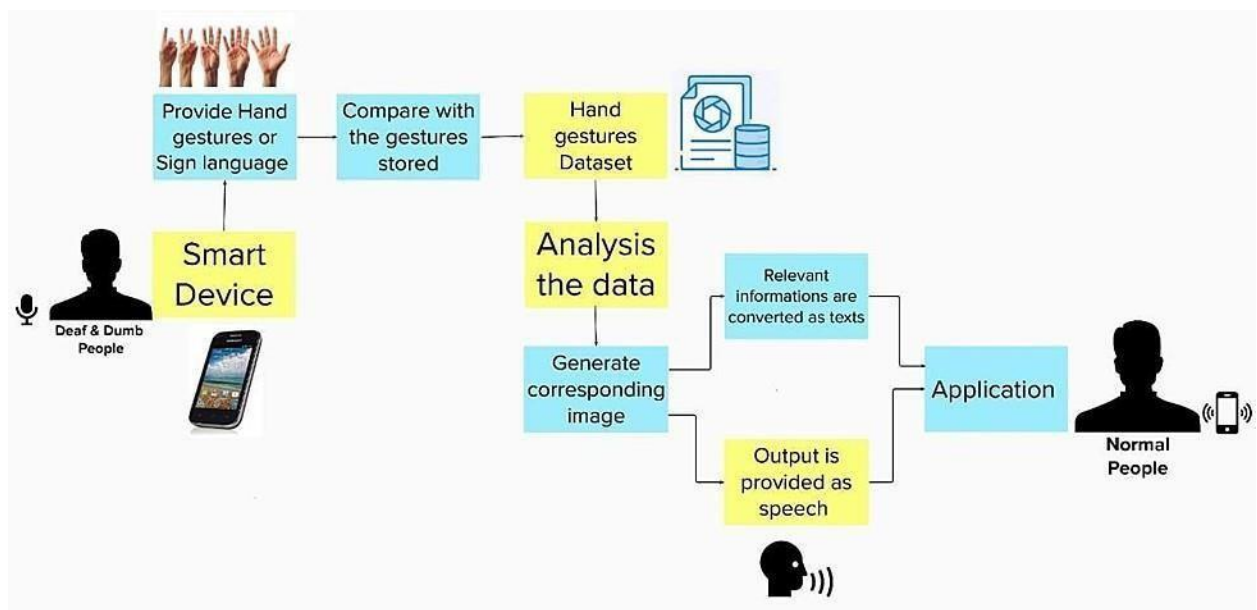 Provide Hand
gestures or
Sign language
Compare with
the gestures
stored
Hand
gestures
Dataset
Smart
Device
Deaf & Dumb
People
Analysis
the data
Relevant
informations are
converted as texts
Generate
corresponding
image
Application
Normal
People
Output is
provided as
speech